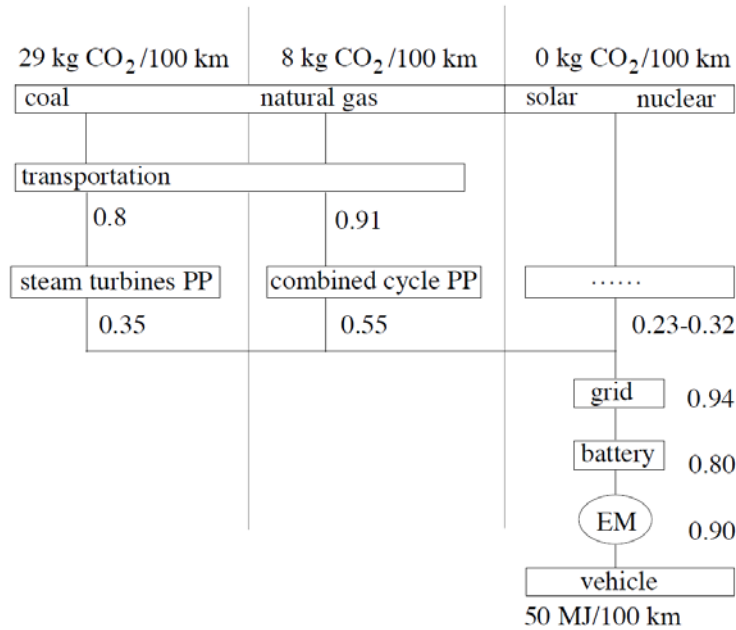 29 kg CO₂/100 km 8 kg CO₂/100 km 0 kg CO₂/100 km
coal natural gas solar nuclear
transportation
0.8 0.91
steam turbines PP combined cycle PP ......
0.35 0.55 0.23-0.32
grid 0.94
battery 0.80
EM 0.90
vehicle
50 MJ/100 km